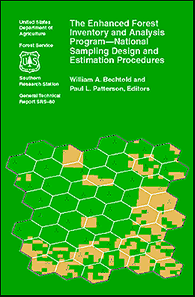 United States
Department of
Agriculture
Forest Service
Southern
Research Station
General Technical
Report SRS-80
The Enhanced Forest
Inventory and Analysis
Program—National
Sampling Design and
Estimation Procedures
William A. Bechtold and
Paul L. Patterson, Editors